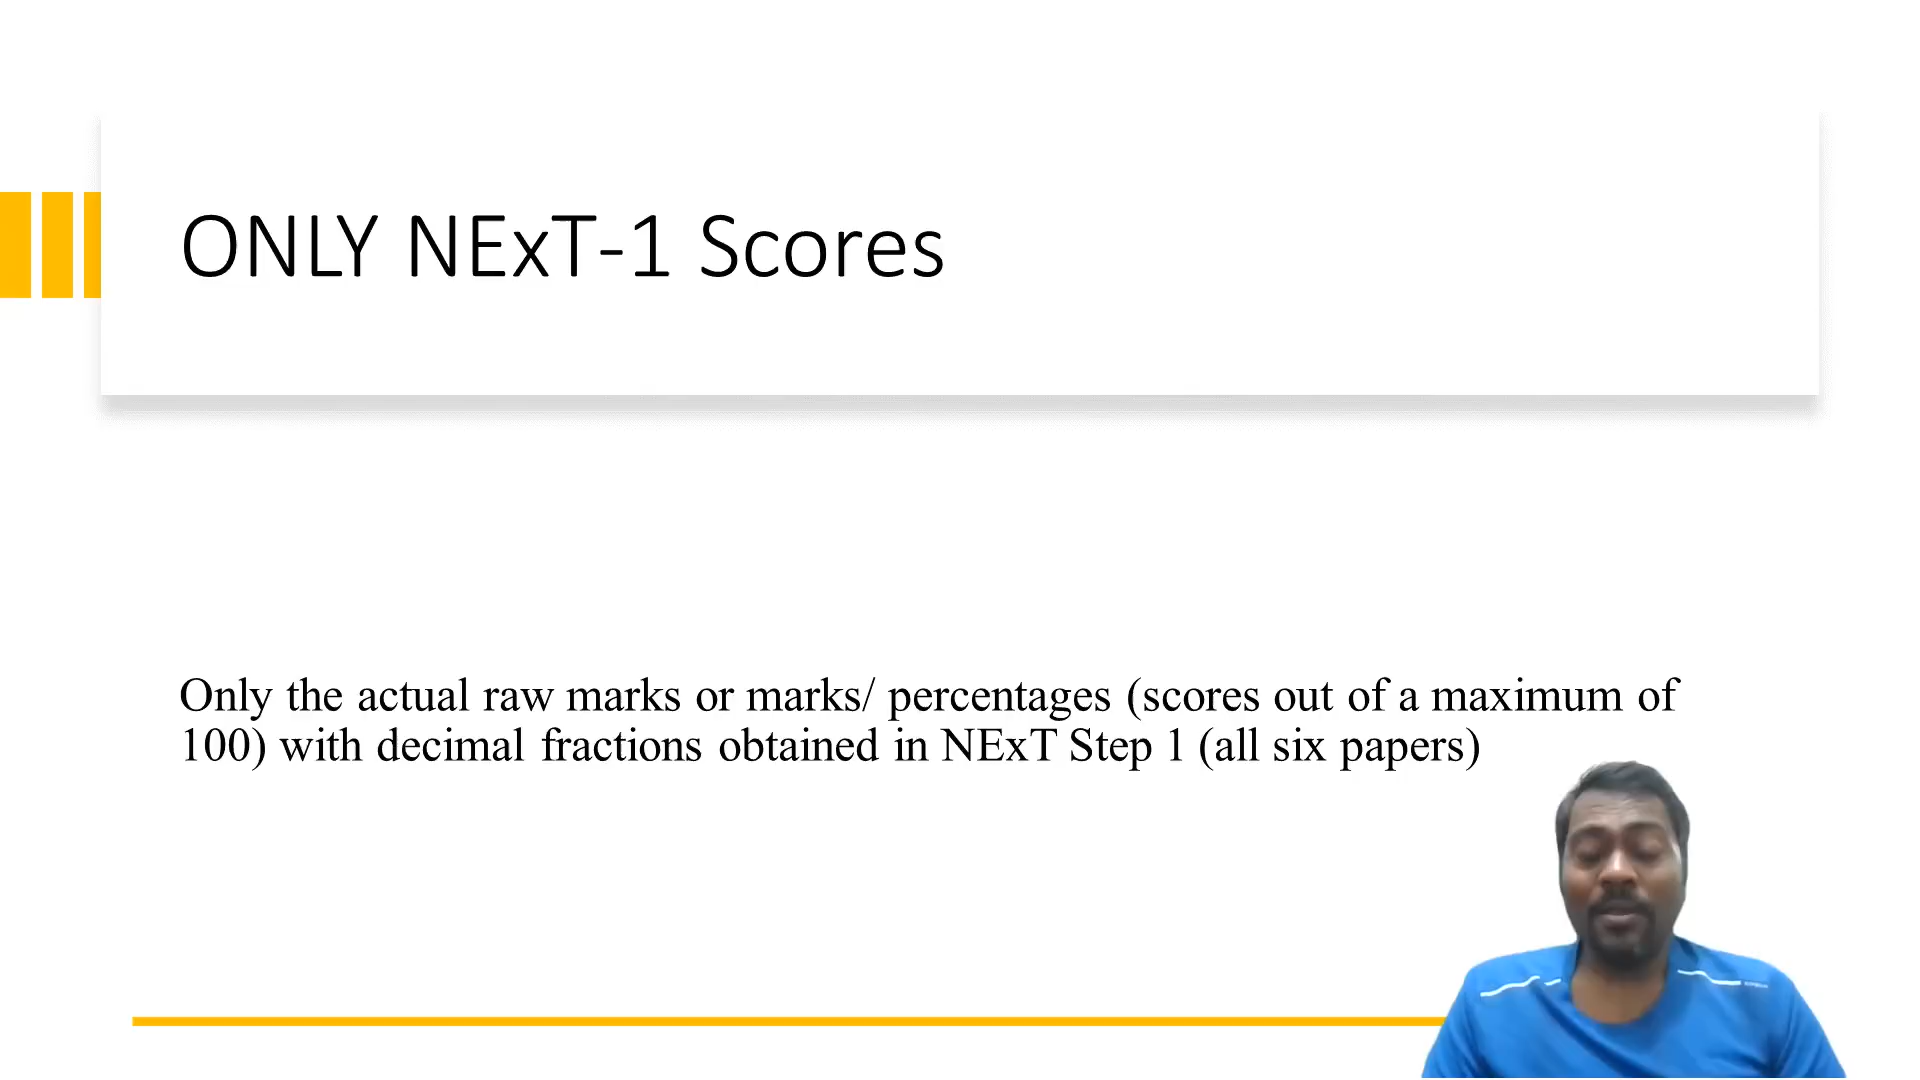 ONLY NExT-1 Scores
Only the actual raw marks or marks/ percentages (scores out of a maximum of
100) with decimal fractions obtained in NExT Step 1 (all six papers)